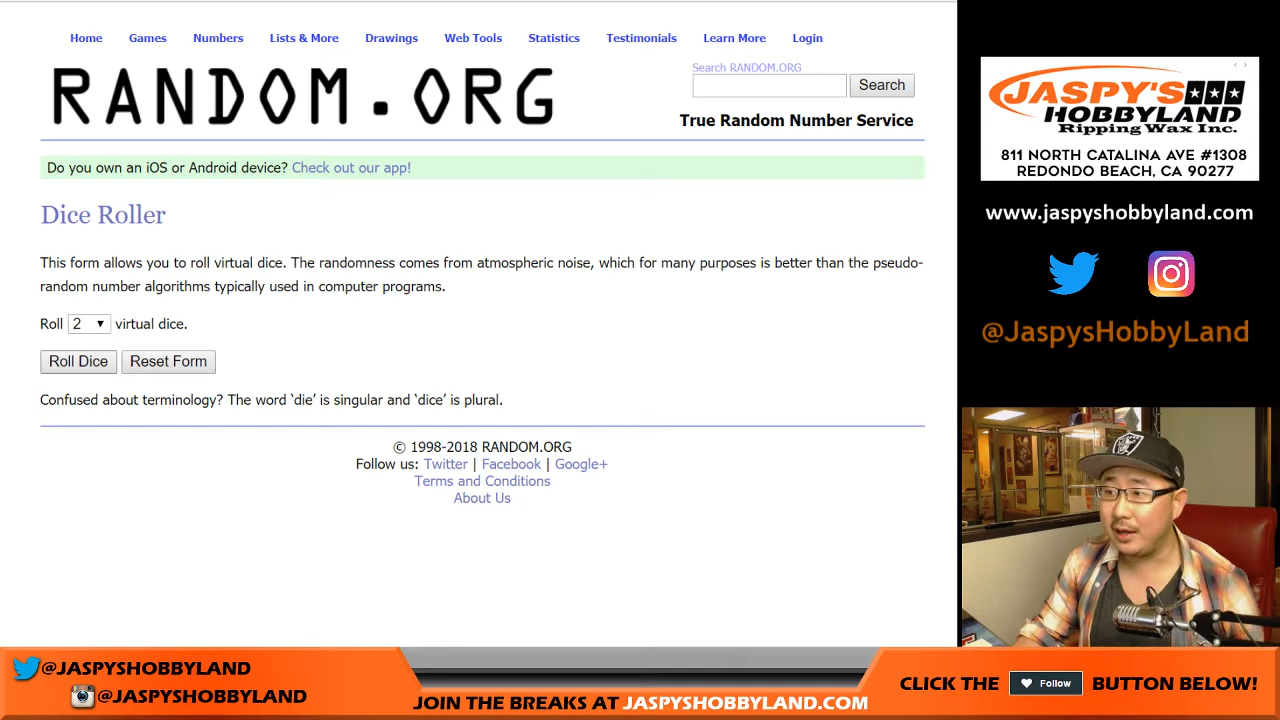 Home Games Numbers Lists & More Drawings Web Tools Statistics Testimonials Learn More Login
RANDOM.ORG
Search RANDOM.ORG
Search
True Random Number Service
Do you own an iOS or Android device? Check out our app!
Dice Roller
This form allows you to roll virtual dice. The randomness comes from atmospheric noise, which for many purposes is better than the pseudo-
random number algorithms typically used in computer programs.
Roll 2 virtual dice.
Roll Dice Reset Form
Confused about terminology? The word ‘die’ is singular and ‘dice’ is plural.
© 1998-2018 RANDOM.ORG
Follow us: Twitter | Facebook | Google+
Terms and Conditions
About Us
JASPY'S
HOBBYLAND
Ripping Wax Inc.
811 NORTH CATALINA AVE #1308
REDONDO BEACH, CA 90277
www.jaspyshobbyland.com
@JaspysHobbyLand
@JASPYSHOBBYLAND
@JASPYSHOBBYLAND
JOIN THE BREAKS AT JASPYSHOBBYLAND.COM
CLICK THE Follow BUTTON BELOW!